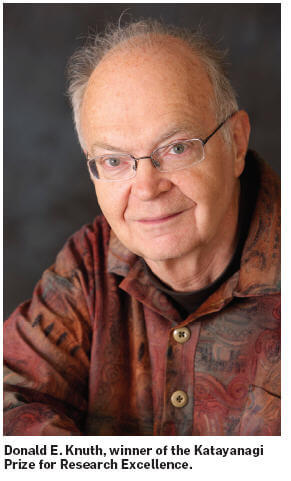 Donald E. Knuth, winner of the Katayanagi
Prize for Research Excellence.